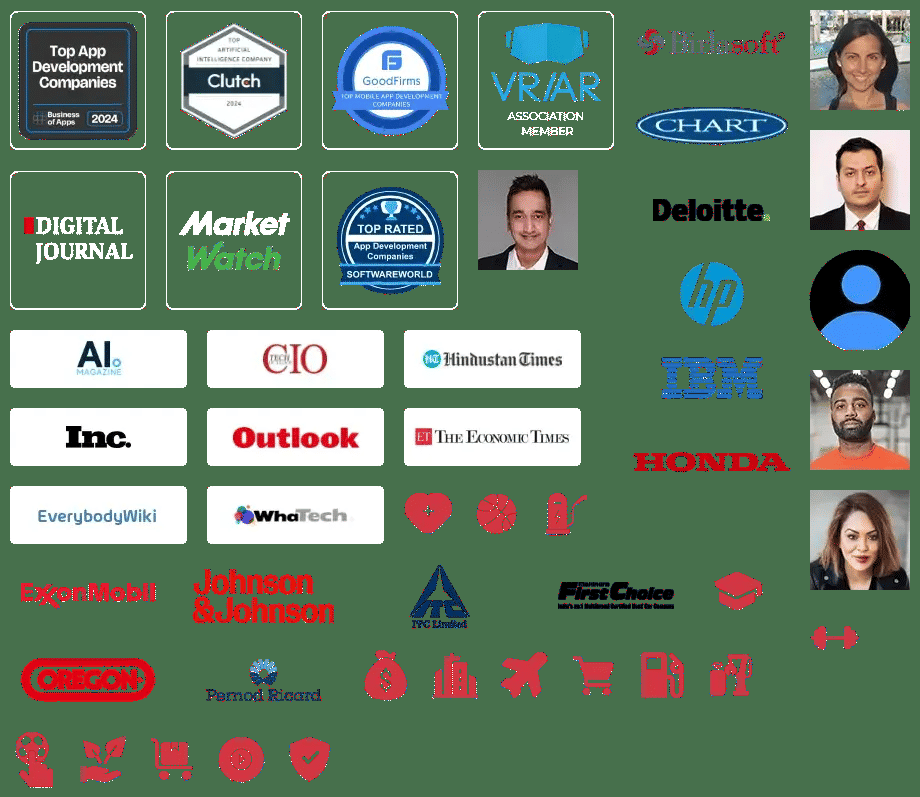 Top App
Development
Companies
Business
of Apps
2024
TOP
ARTIFICIAL
INTELLIGENCE COMPANY
Clutch
2024
GoodFirms
TOP MOBILE APP DEVELOPMENT
COMPANIES
VR/AR
ASSOCIATION
MEMBER
Birlasoft
CHART
Deloitte.
DIGITAL
JOURNAL
Market
Watch
TOP RATED
App Development
Companies
SOFTWAREWORLD
hp
AI.
MAGAZINE
CIO
HT
Hindustan Times
IBM
Inc.
Outlook
ET
THE ECONOMIC TIMES
HONDA
EverybodyWiki
WhaTech
ExxonMobil
Johnson
&Johnson
ITC Limited
First Choice
OREGON
Pernod Ricard